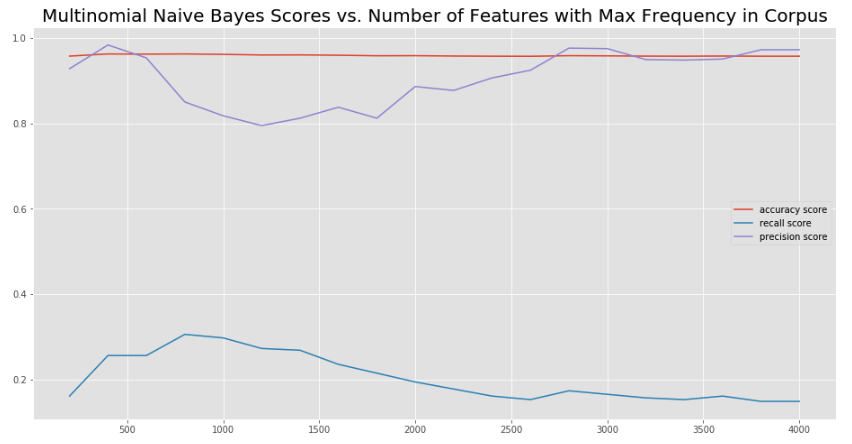 Multinomial Naive Bayes Scores vs. Number of Features with Max Frequency in Corpus
1.0
0.8
0.6
0.4
0.2
accuracy score
recall score
precision score
500 1000 1500 2000 2500 3000 3500 4000